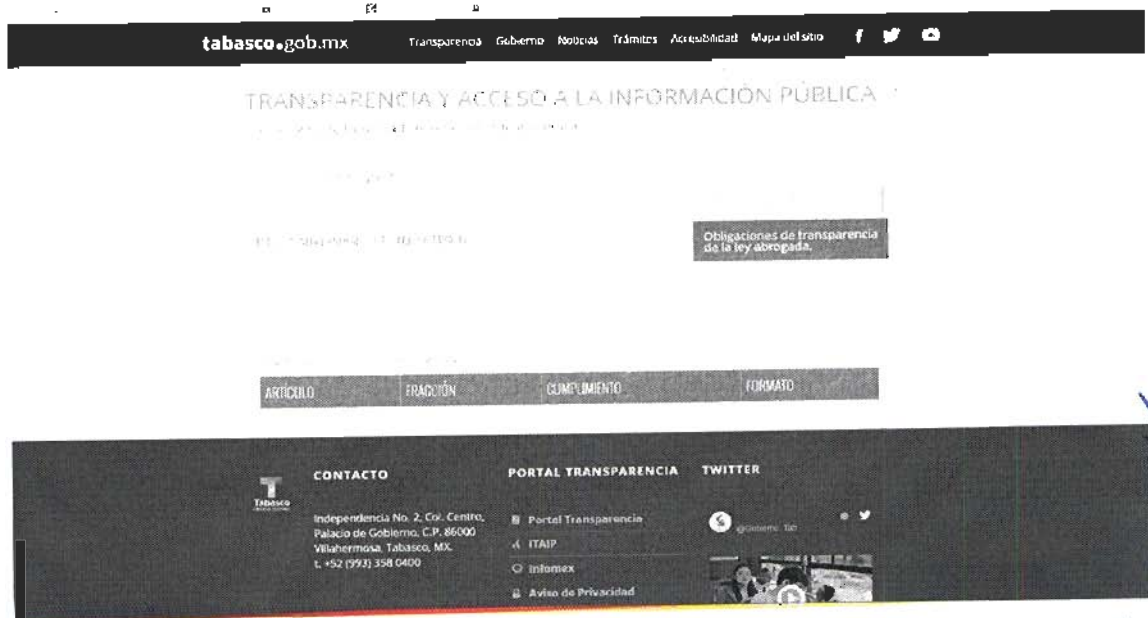 tabasco.gob.mx
Transparencia Gobierno Noticias Trámites Accesibilidad Mapa del sitio
TRANSPARENCIA Y ACCESO A LA INFORMACIÓN PÚBLICA
Obligaciones de transparencia
de la ley abrogada.
ARTÍCULO FRACCIÓN CUMPLIMIENTO FORMATO
CONTACTO
Tabasco
Independencia No. 2, Col. Centro,
Palacio de Gobierno, C.P. 86000
Villahermosa, Tabasco, MX.
t. +52 (993) 358 0400
PORTAL TRANSPARENCIA
Portal Transparencia
ITAIP
Infomex
Aviso de Privacidad
TWITTER